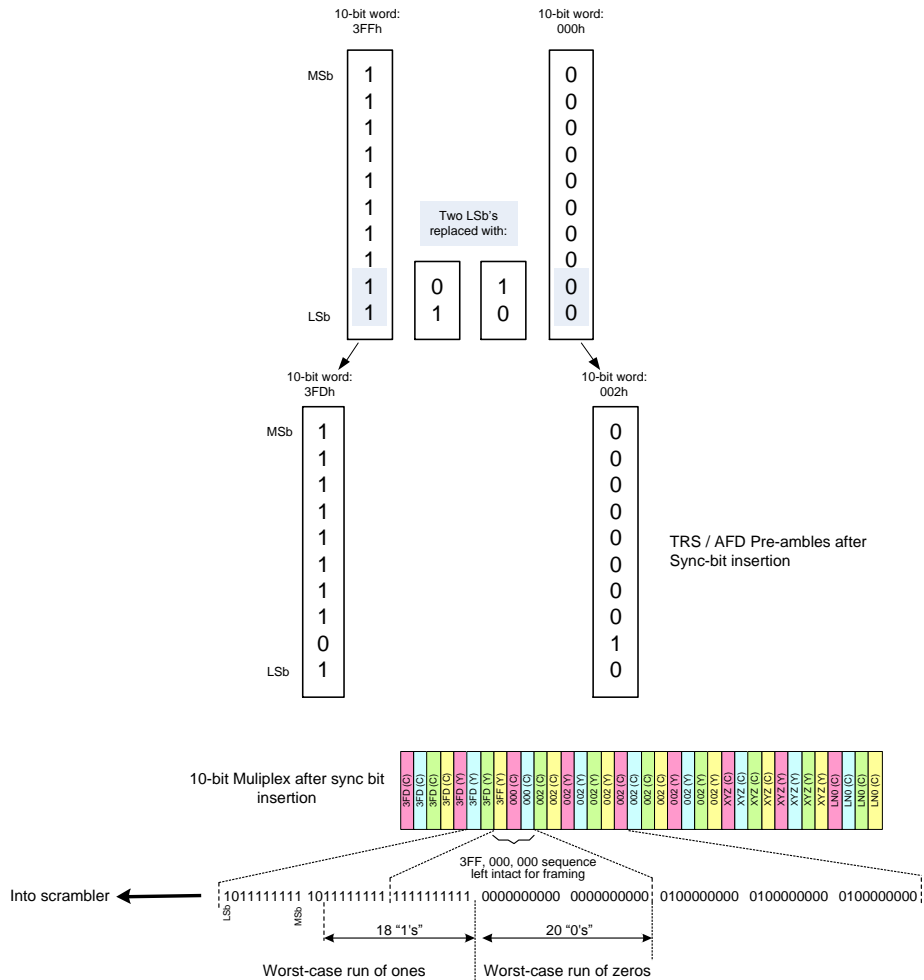 10-bit word:
3FFh
10-bit word:
000h
MSb
1
1
1
1
1
1
1
1
1
1
LSb
Two LSb's
replaced with:
0
1
1
0
0
0
0
0
0
0
0
0
0
0
10-bit word:
3FDh
10-bit word:
002h
MSb
1
1
1
1
1
1
1
1
0
1
LSb
0
0
0
0
0
0
0
0
1
0
TRS / AFD Pre-ambles after
Sync-bit insertion
10-bit Muliplex after sync bit
insertion
3FD (C)
3FD (C)
3FD (C)
3FD (C)
3FD (Y)
3FD (Y)
3FD (Y)
3FF (Y)
000 (C)
000 (C)
002 (C)
002 (C)
002 (Y)
002 (Y)
002 (Y)
002 (Y)
002 (C)
002 (C)
002 (C)
002 (C)
002 (Y)
002 (Y)
002 (Y)
002 (Y)
XYZ (C)
XYZ (C)
XYZ (C)
XYZ (C)
XYZ (Y)
XYZ (Y)
XYZ (Y)
XYZ (Y)
LN0 (C)
LN0 (C)
LN0 (C)
LN0 (C)
3FF, 000, 000 sequence
left intact for framing
Into scrambler
1011111111 1011111111 1111111111 0000000000 0000000000 0100000000 0100000000 0100000000
LSb
MSb
18 "1's"
20 "0's"
Worst-case run of ones
Worst-case run of zeros